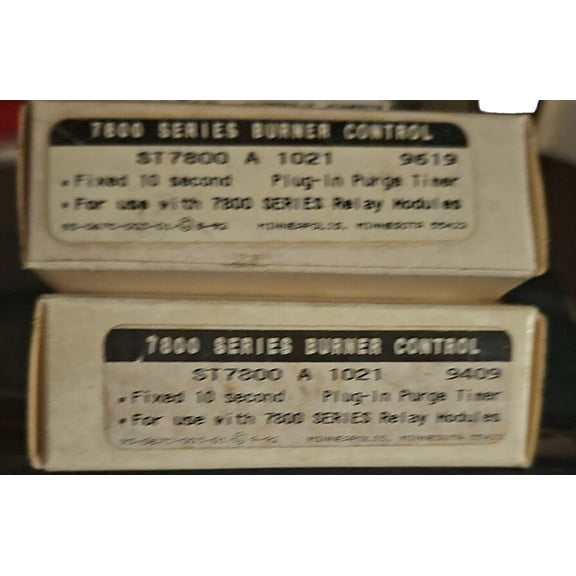 7800 SERIES BURNER CONTROL
ST7800 A 1021 9619
• Fixed 10 second Plug-In Purge Timer
• For use with 7800 SERIES Relay Modules
MINNEAPOLIS, MINNESOTA
7800 SERIES BURNER CONTROL
ST7800 A 1021 9409
• Fixed 10 second Plug-In Purge Timer
• For use with 7800 SERIES Relay Modules
MINNEAPOLIS, MINNESOTA